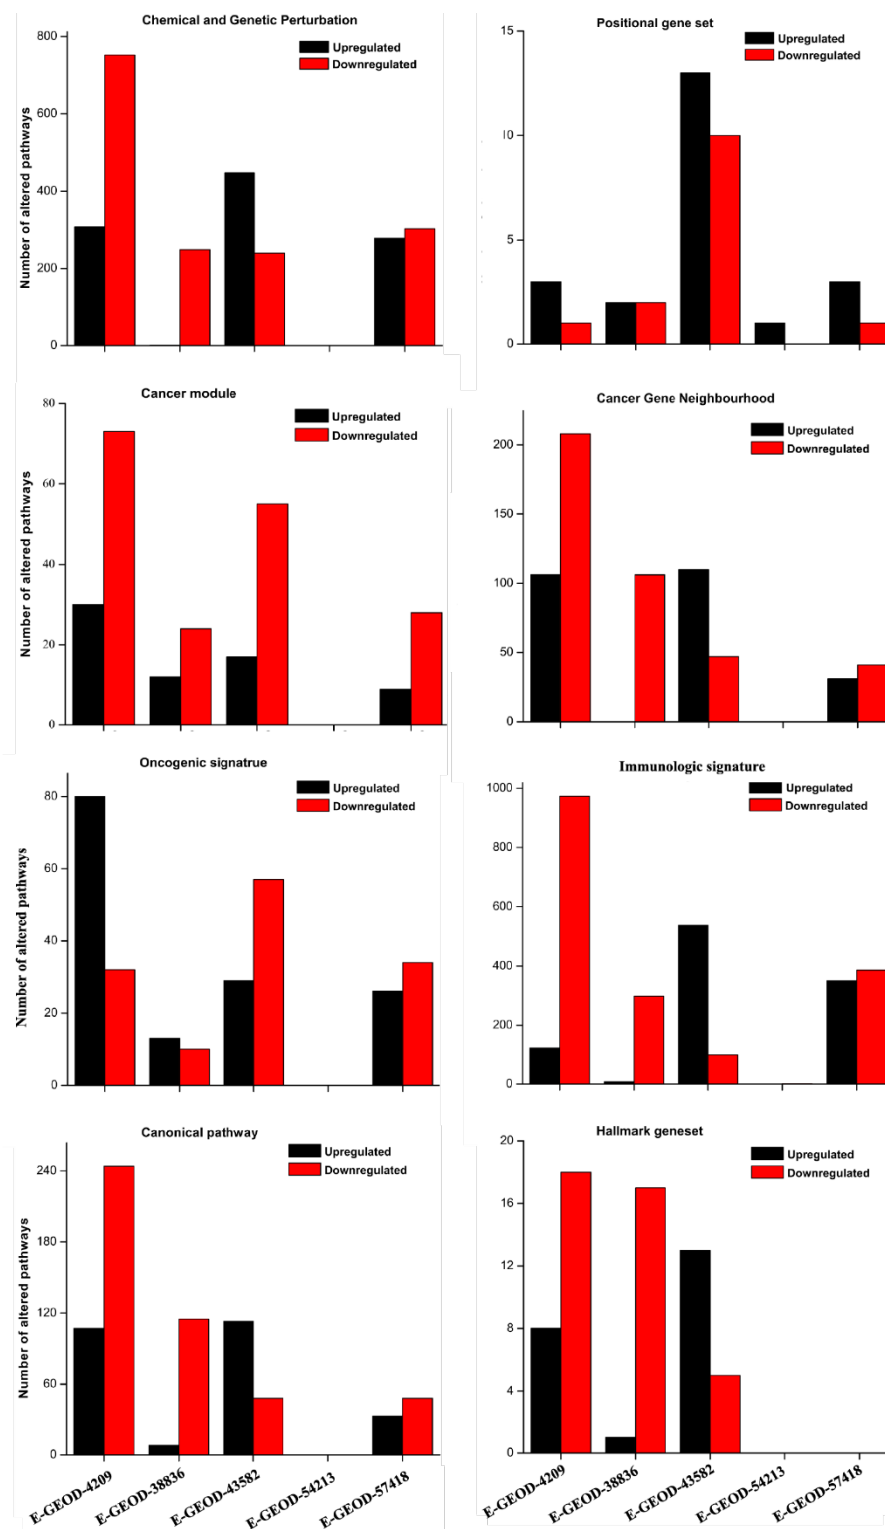 Chemical and Genetic Perturbation
Upregulated
Downregulated
Number of altered pathways
800
600
400
200
0
Positional gene set
Upregulated
Downregulated
15
10
5
0
Cancer module
Upregulated
Downregulated
Number of altered pathways
80
60
40
20
0
Cancer Gene Neighbourhood
Upregulated
Downregulated
200
150
100
50
0
Oncogenic signatrue
Upregulated
Downregulated
Number of altered pathways
80
60
40
20
0
Immunologic signature
Upregulated
Downregulated
1000
800
600
400
200
0
Canonical pathway
Upregulated
Downregulated
Number of altered pathways
240
180
120
60
0
E-GEOD-4209
E-GEOD-38836
E-GEOD-43582
E-GEOD-54213
E-GEOD-57418
Hallmark geneset
Upregulated
Downregulated
20
16
12
8
4
0
E-GEOD-4209
E-GEOD-38836
E-GEOD-43582
E-GEOD-54213
E-GEOD-57418